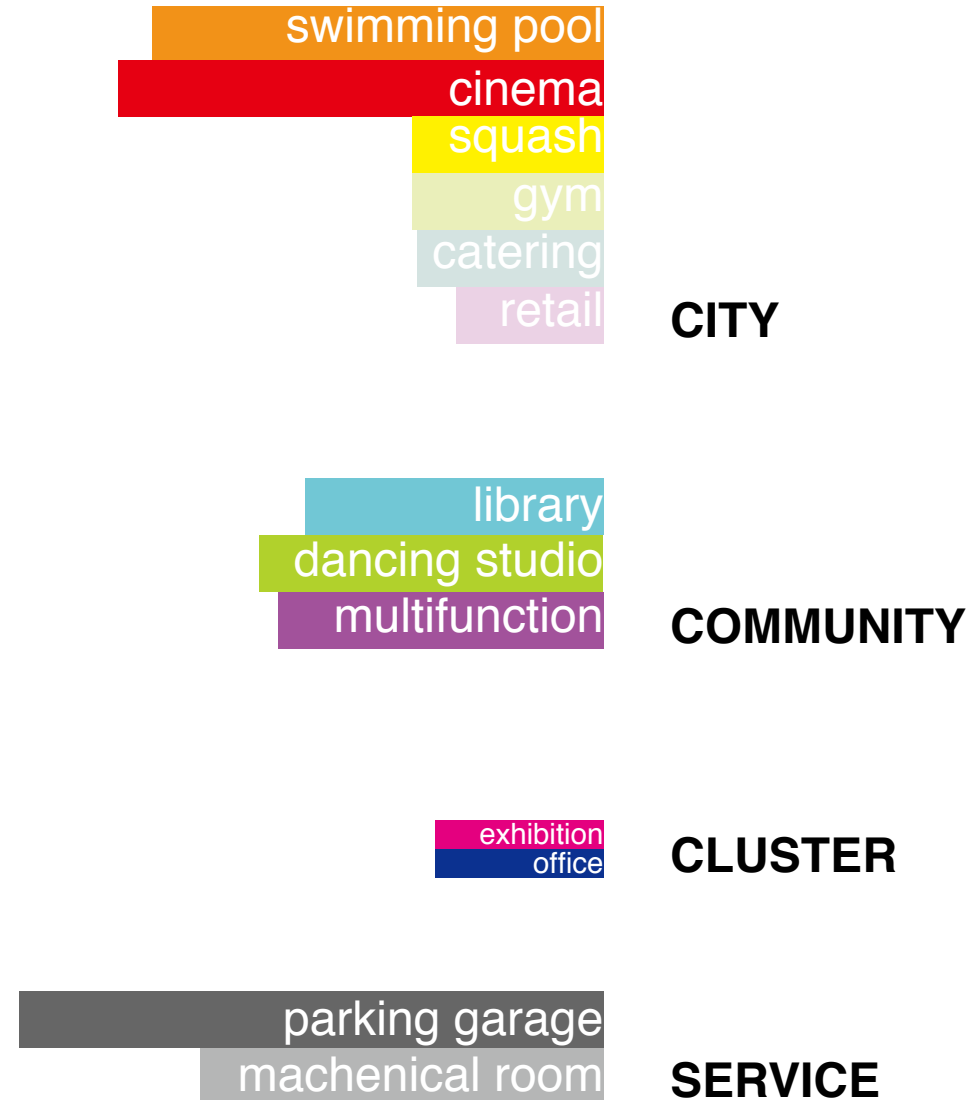 swimming pool
cinema
squash
gym
catering
retail
CITY
library
dancing studio
multifunction
COMMUNITY
exhibition
office
CLUSTER
parking garage
machenical room
SERVICE